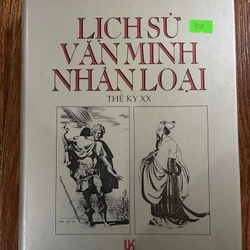 LỊCH SỬ
VĂN MINH
NHÂN LOẠI
THẾ KỶ XX